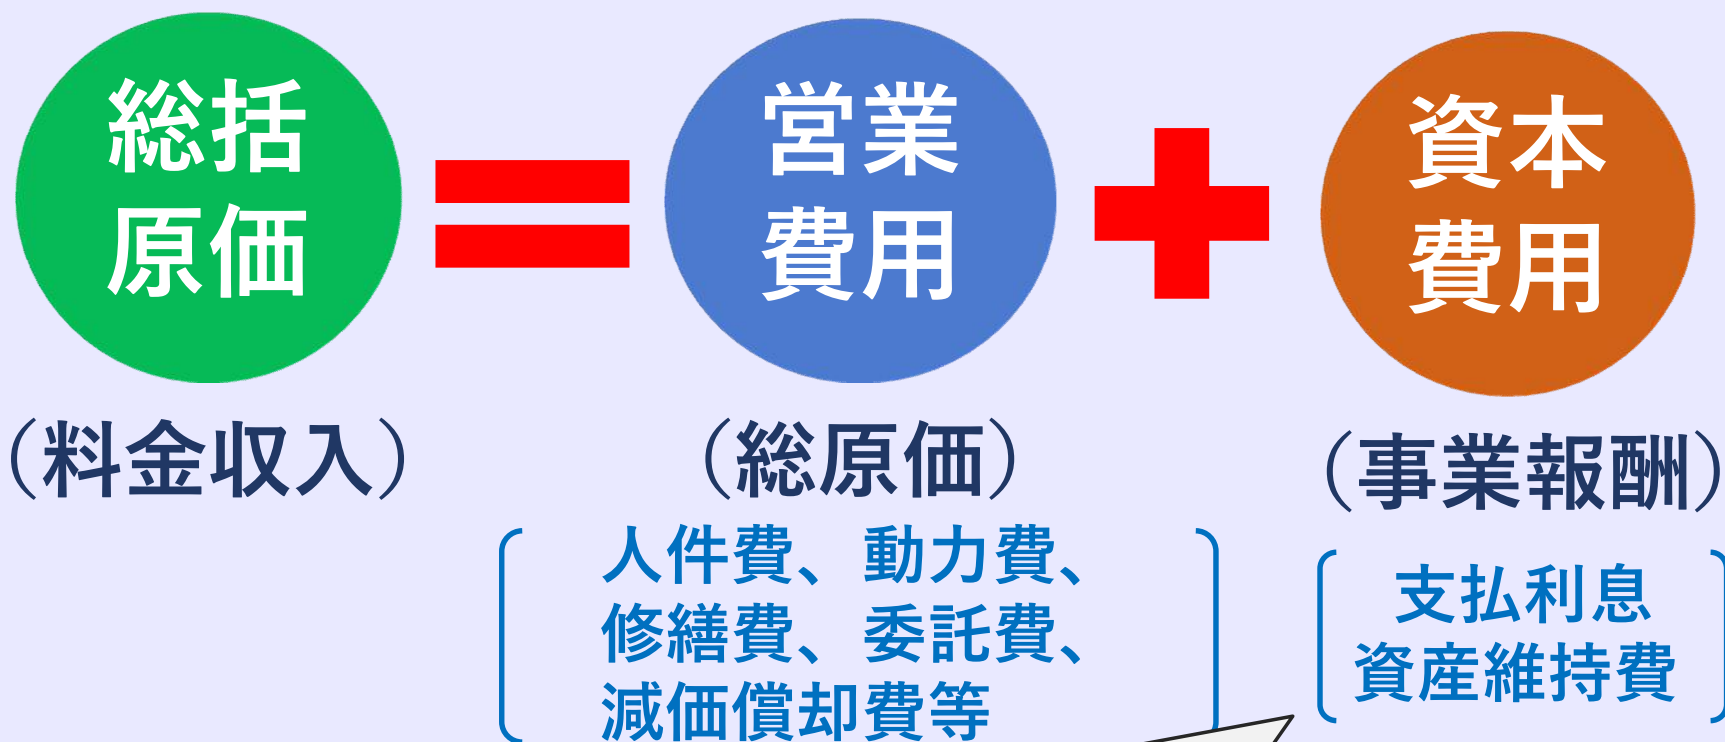 総括
原価
＝
営業
費用
＋
資本
費用
（料金収入）
（総原価）
（事業報酬）
人件費、動力費、
修繕費、委託費、
減価償却費等
支払利息
資産維持費